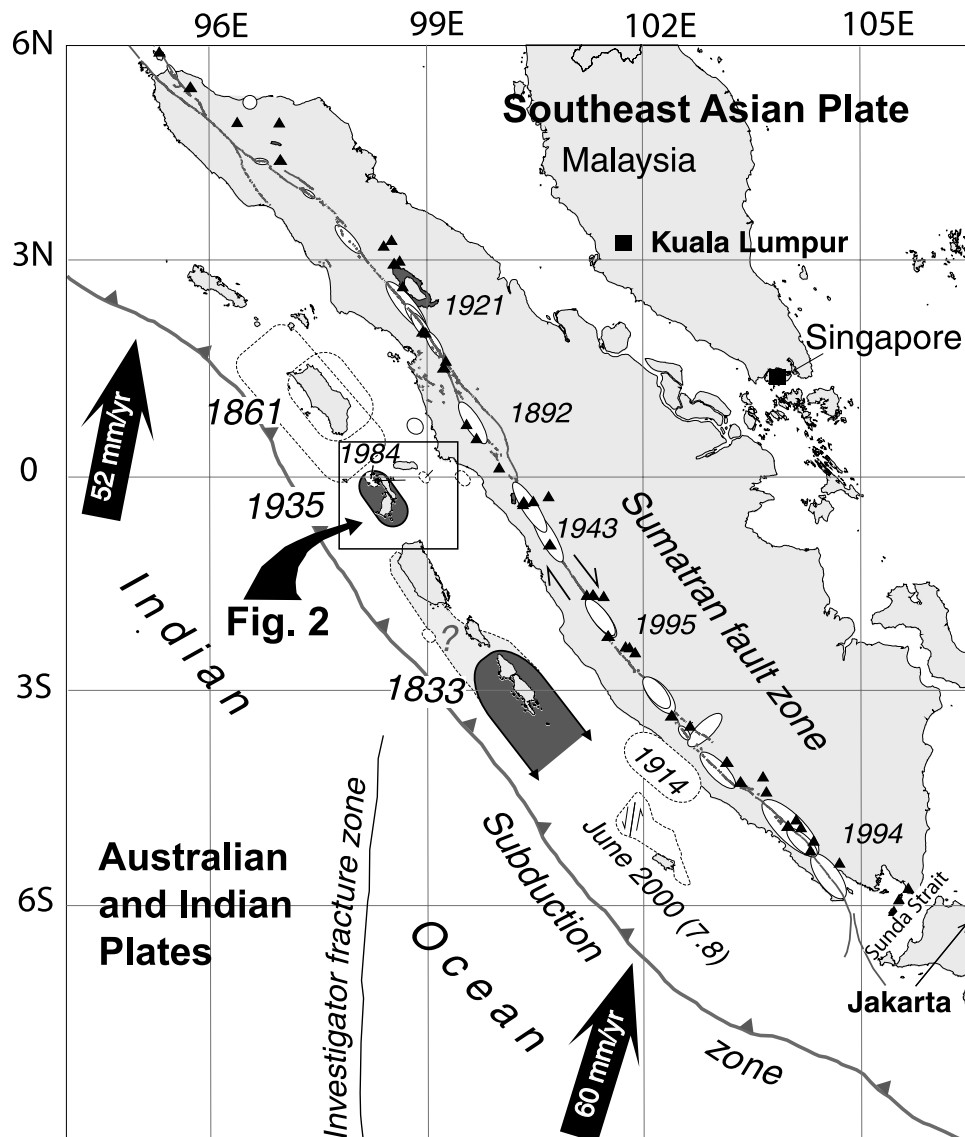 96E
99E
102E
105E
6N
Southeast Asian Plate
Malaysia
Kuala Lumpur
3N
1921
Singapore
52 mm/yr
1861
1892
1984
0
1935
1943
Sumatran fault zone
Fig. 2
Indian
?
1995
3S
1833
1914
1994
June 2000 (7.8)
Subduction
Australian
and Indian
Plates
Investigator fracture zone
6S
Sunda Strait
Ocean
Jakarta
60 mm/yr
zone